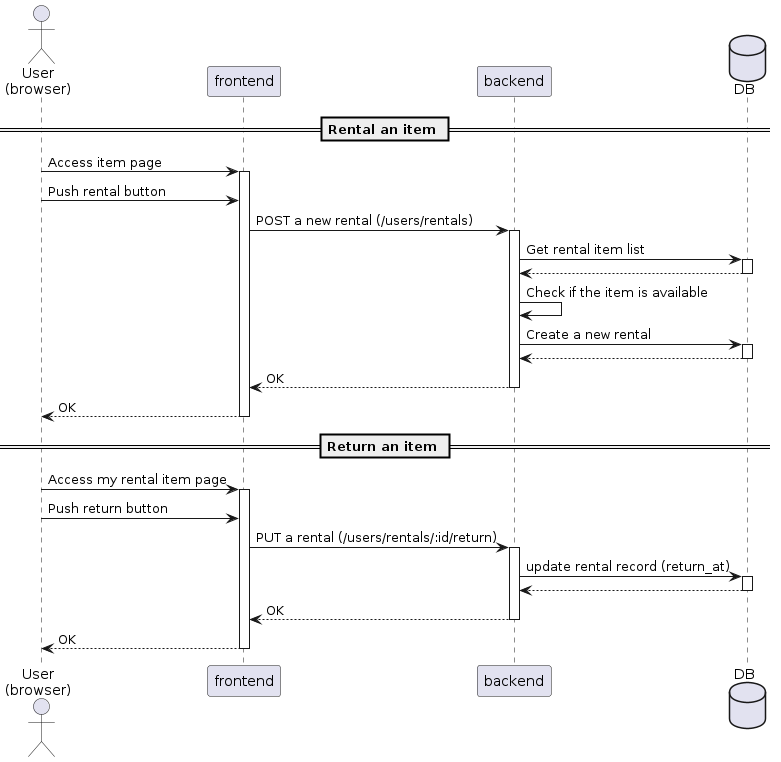 User
(browser)
frontend
backend
DB
Rental an item
Access item page
Push rental button
POST a new rental (/users/rentals)
Get rental item list
Check if the item is available
Create a new rental
OK
OK
Return an item
Access my rental item page
Push return button
PUT a rental (/users/rentals/:id/return)
update rental record (return_at)
OK
OK
User
(browser)
frontend
backend
DB